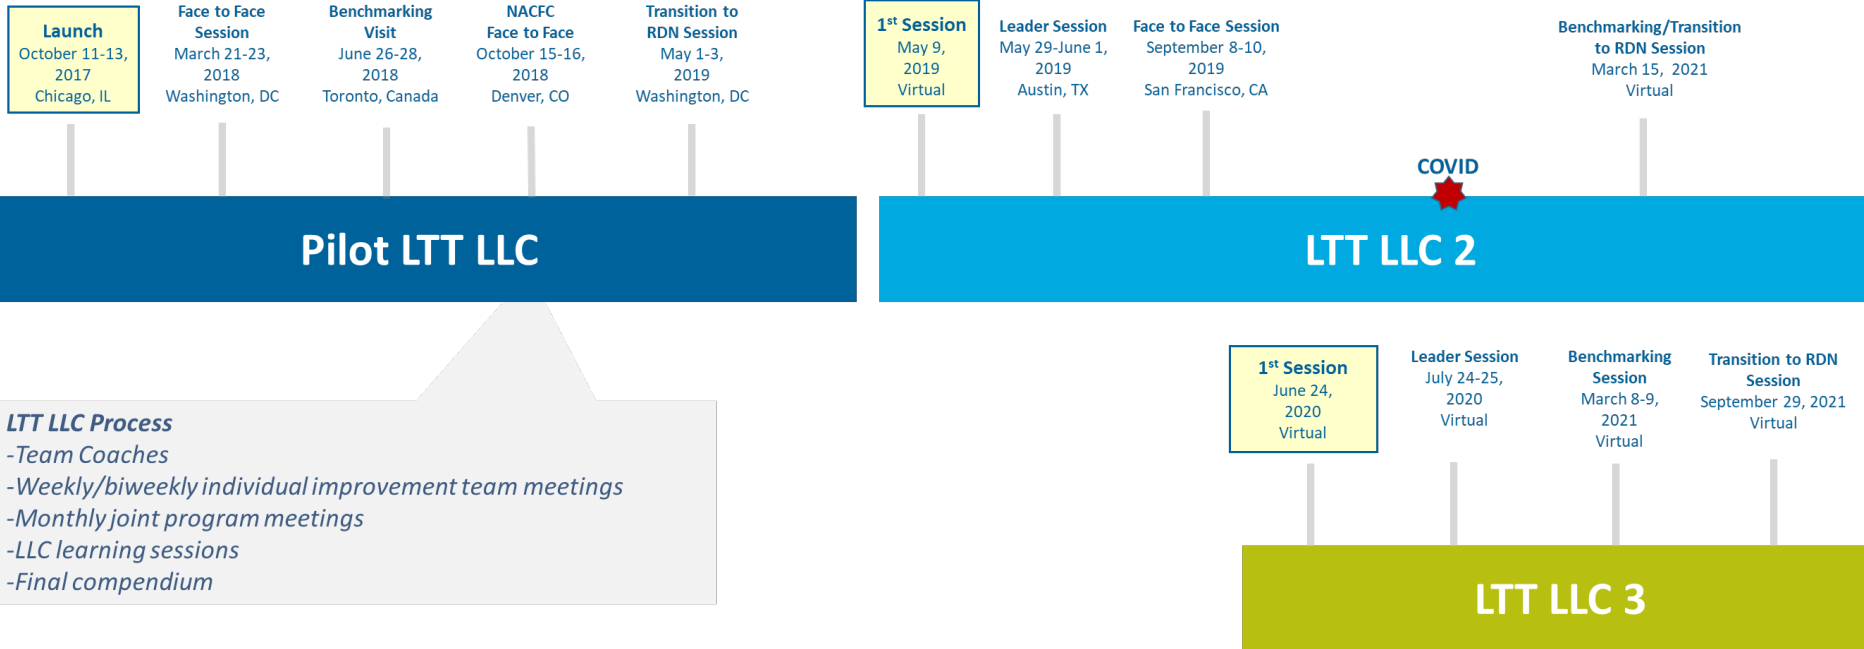 Launch
October 11-13,
2017
Chicago, IL
Face to Face
Session
March 21-23,
2018
Washington, DC
Benchmarking
Visit
June 26-28,
2018
Toronto, Canada
NACFC
Face to Face
October 15-16,
2018
Denver, CO
Transition to
RDN Session
May 1-3,
2019
Washington, DC
1st Session
May 9,
2019
Virtual
Leader Session
May 29-June 1,
2019
Austin, TX
Face to Face Session
September 8-10,
2019
San Francisco, CA
Benchmarking/Transition
to RDN Session
March 15, 2021
Virtual
COVID
Pilot LTT LLC
LTT LLC 2
LTT LLC Process
-Team Coaches
-Weekly/biweekly individual improvement team meetings
-Monthly joint program meetings
-LLC learning sessions
-Final compendium
1st Session
June 24,
2020
Virtual
Leader Session
July 24-25,
2020
Virtual
Benchmarking
Session
March 8-9,
2021
Virtual
Transition to RDN
Session
September 29, 2021
Virtual
LTT LLC 3